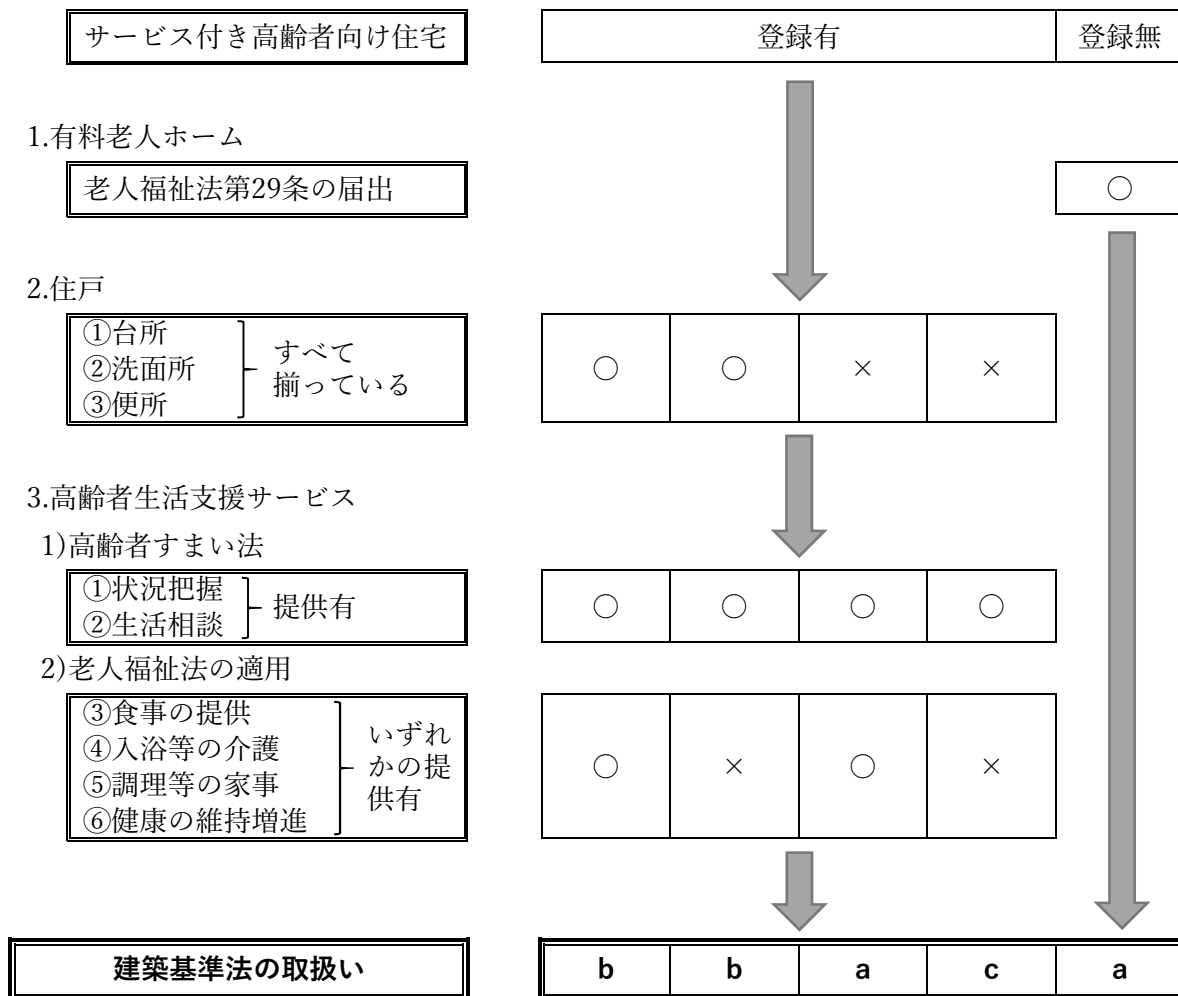 サービス付き高齢者向け住宅 登録有 登録無
1.有料老人ホーム
老人福祉法第29条の届出 ○
2.住戸
①台所
②洗面所
③便所
すべて
揃っている
○ ○ × ×
3.高齢者生活支援サービス
1)高齢者すまい法
①状況把握
②生活相談
提供有
○ ○ ○ ○
2)老人福祉法の適用
③食事の提供
④入浴等の介護
⑤調理等の家事
⑥健康の維持増進
いずれ
かの提
供有
○ × ○ ×
建築基準法の取扱い b b a c a